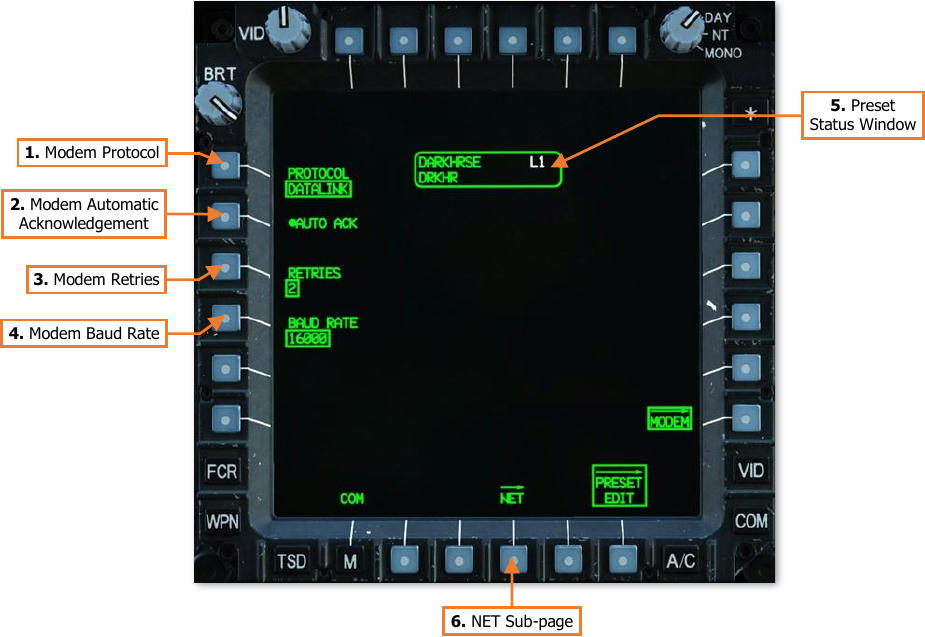 VID
DAY
NT
MONO
BRT
*
5. Preset
Status Window
1. Modem Protocol
DARKHRSE L1
DRKHR
PROTOCOL
DATALINK
2. Modem Automatic
Acknowledgement
AUTO ACK
3. Modem Retries
RETRIES
2
4. Modem Baud Rate
BAUD RATE
16000
MODEM
FCR
VID
PRESET
EDIT
COM
NET
WPN
COM
TSD
M
A/C
6. NET Sub-page